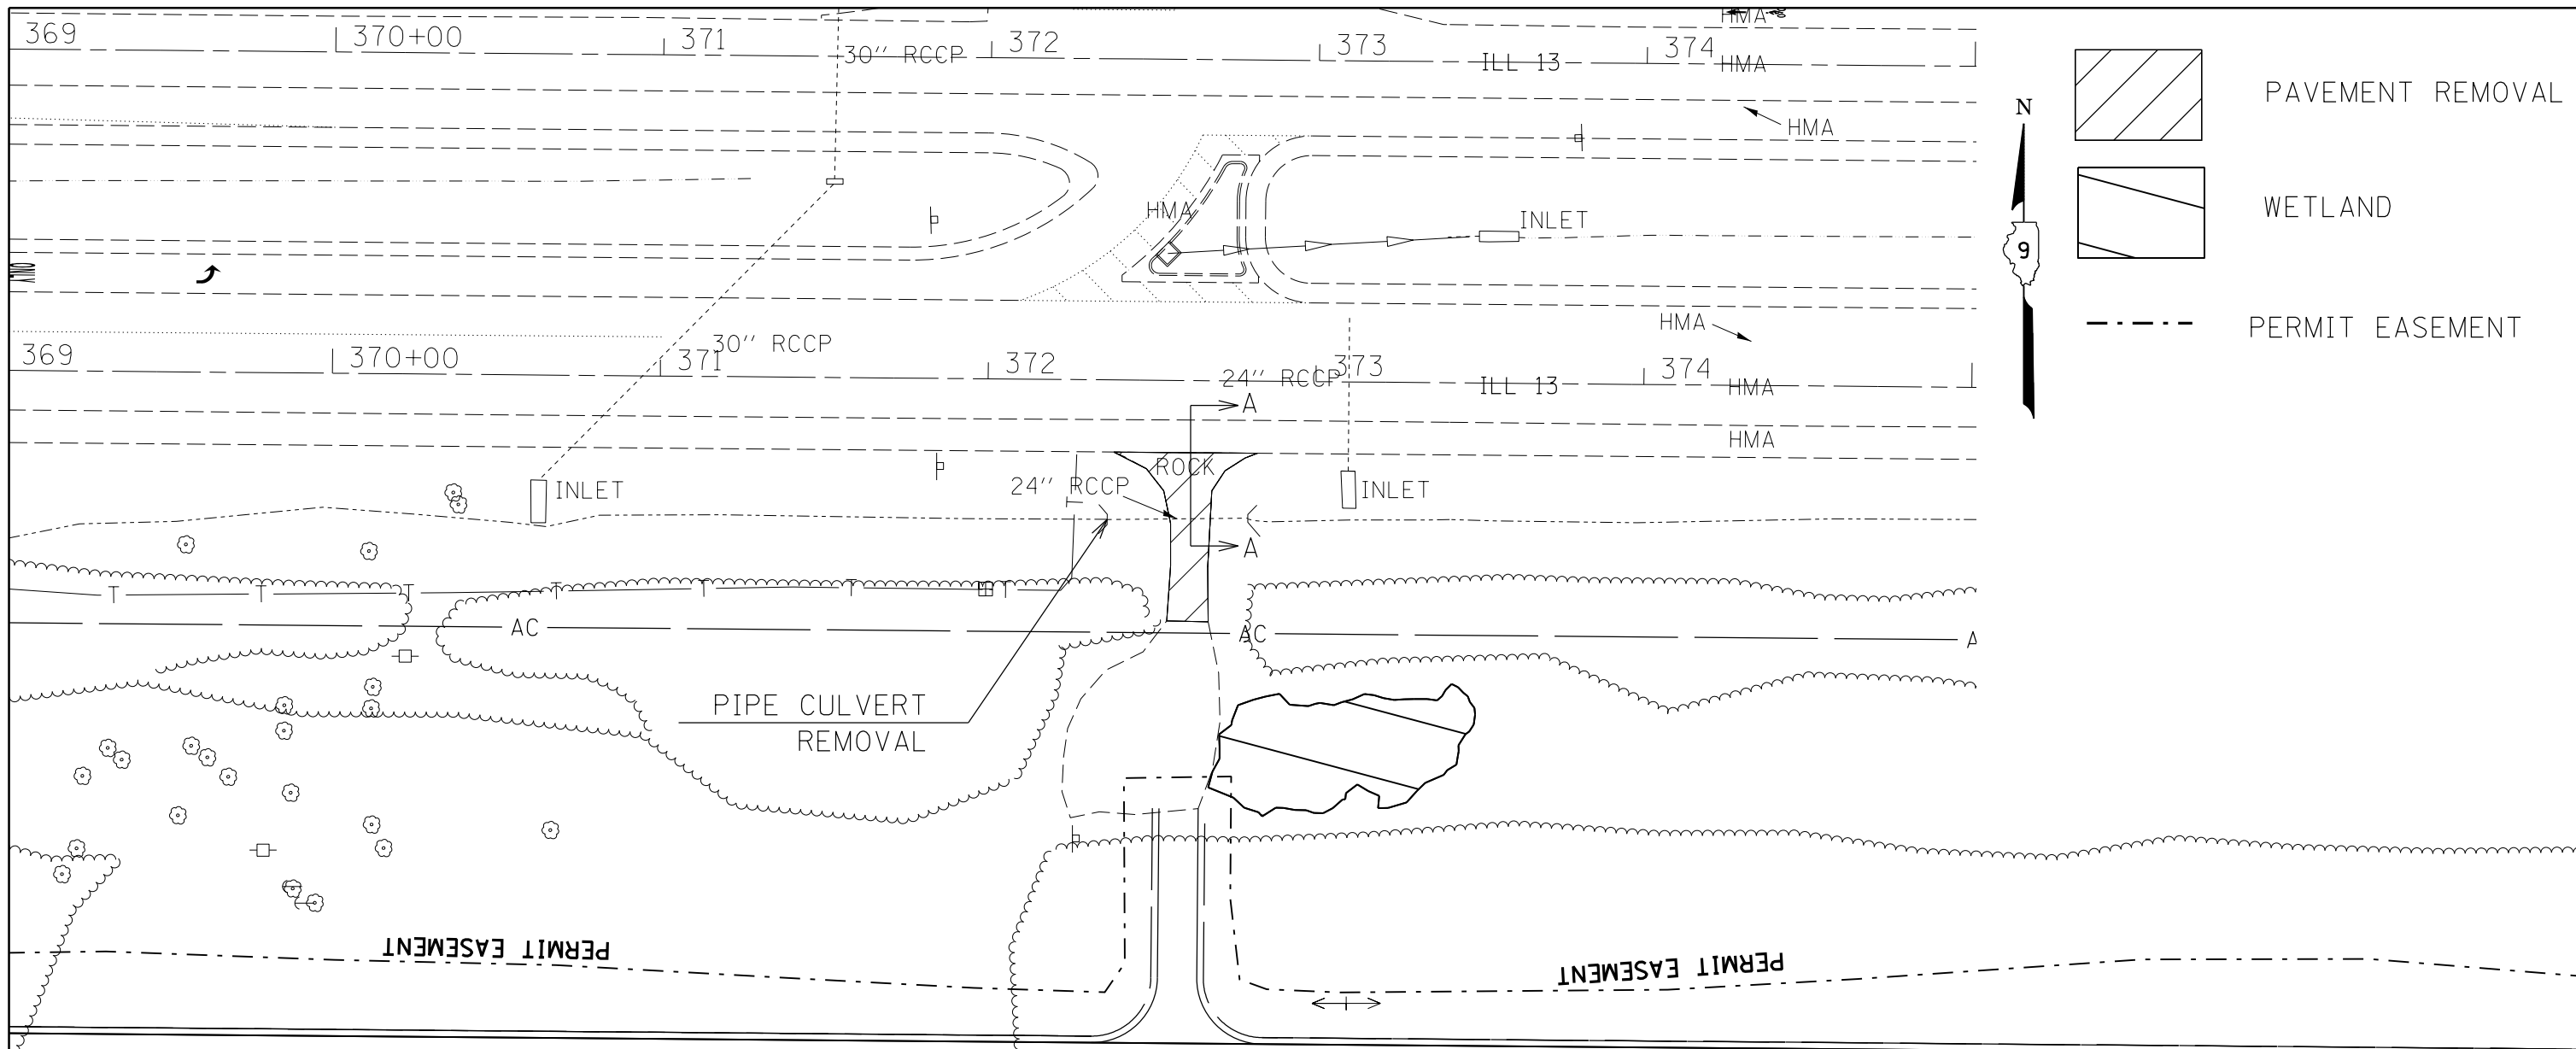 HMA
369 370+00 371 372 373 374
30'' RCCP ILL 13 HMA
N
PAVEMENT REMOVAL
HMA
WETLAND
HMA
INLET
9
HMA
PERMIT EASEMENT
30'' RCCP
369 370+00 371 372 373 374
24'' RCCP ILL 13 HMA
A
HMA
ROCK
24'' RCCP
INLET
INLET
T
A
T T T T T T T
AC
AC
A
PIPE CULVERT
REMOVAL
PERMIT EASEMENT
PERMIT EASEMENT